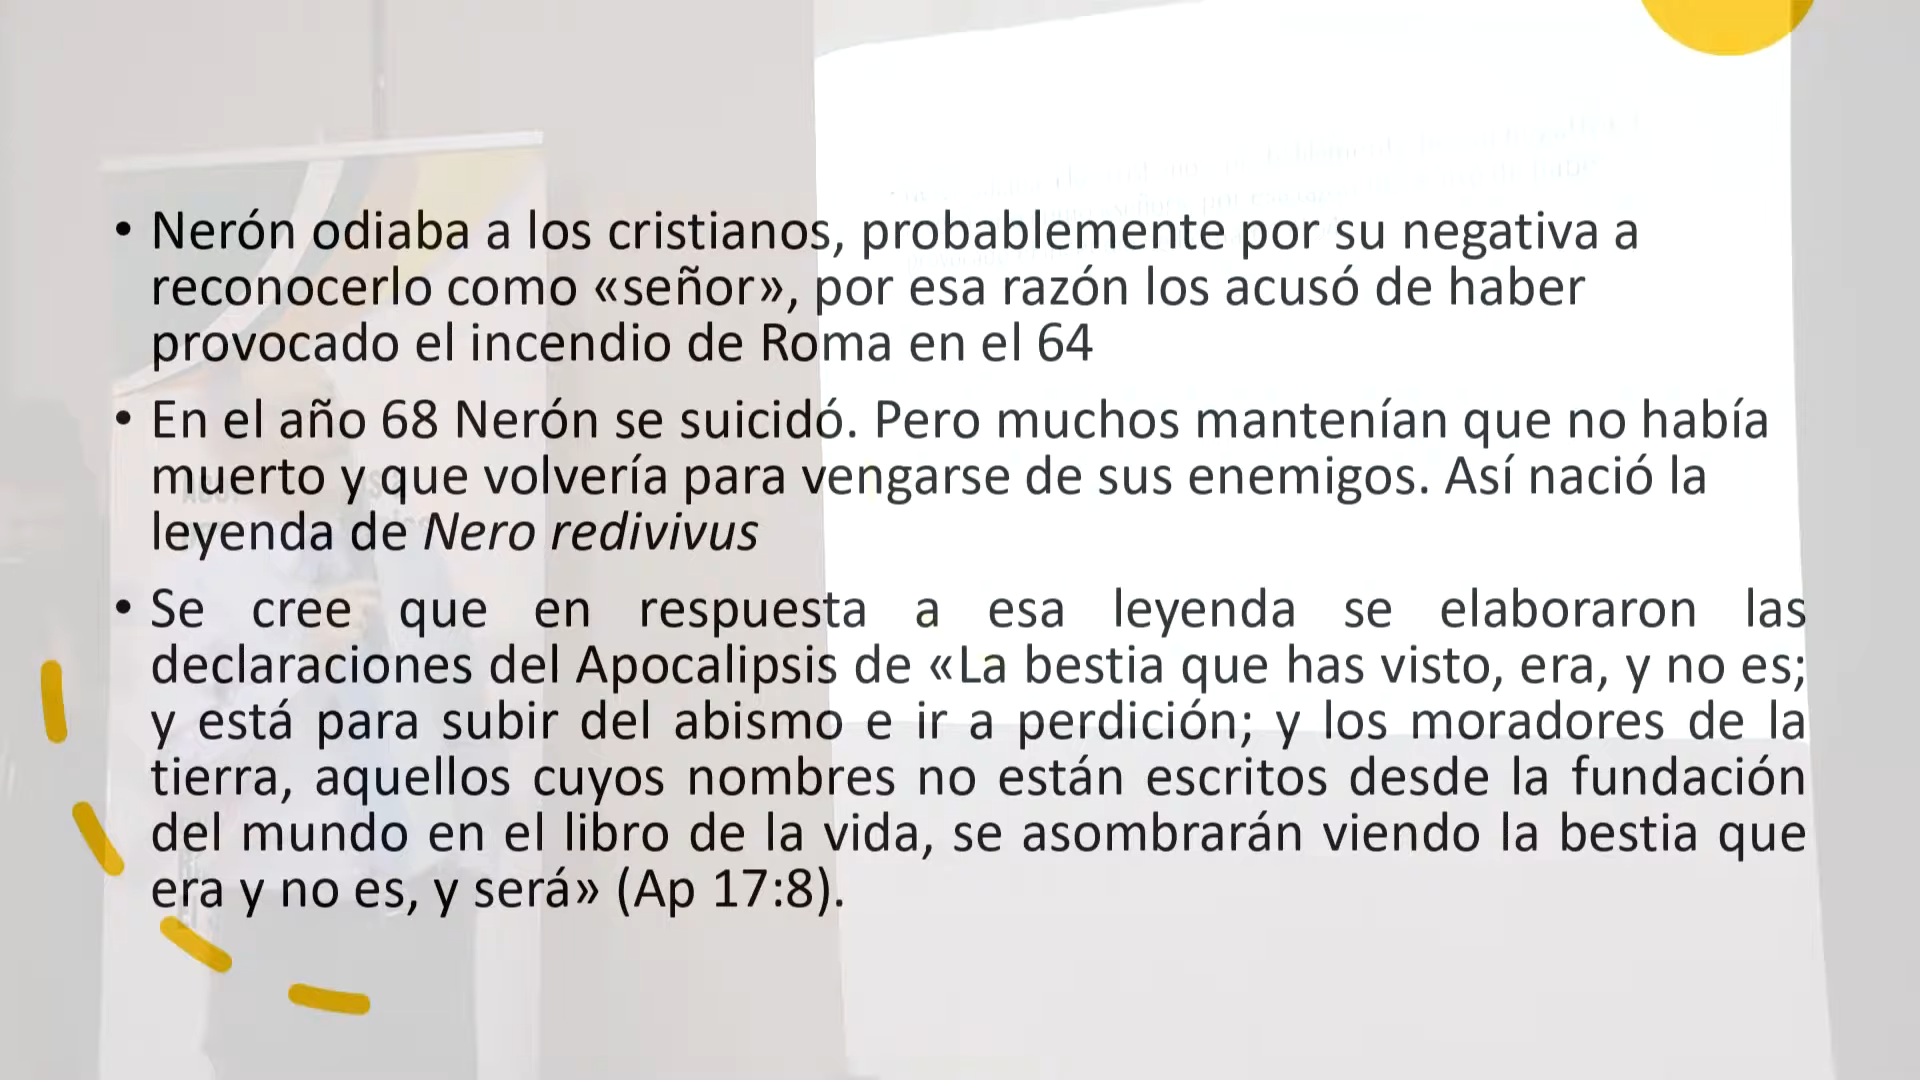 • Nerón odiaba a los cristianos, probablemente por su negativa a
reconocerlo como «señor», por esa razón los acusó de haber
provocado el incendio de Roma en el 64
• En el año 68 Nerón se suicidó. Pero muchos mantenían que no había
muerto y que volvería para vengarse de sus enemigos. Así nació la
leyenda de Nero redivivus
• Se cree que en respuesta a esa leyenda se elaboraron las
declaraciones del Apocalipsis de «La bestia que has visto, era, y no es;
y está para subir del abismo e ir a perdición; y los moradores de la
tierra, aquellos cuyos nombres no están escritos desde la fundación
del mundo en el libro de la vida, se asombrarán viendo la bestia que
era y no es, y será» (Ap 17:8).